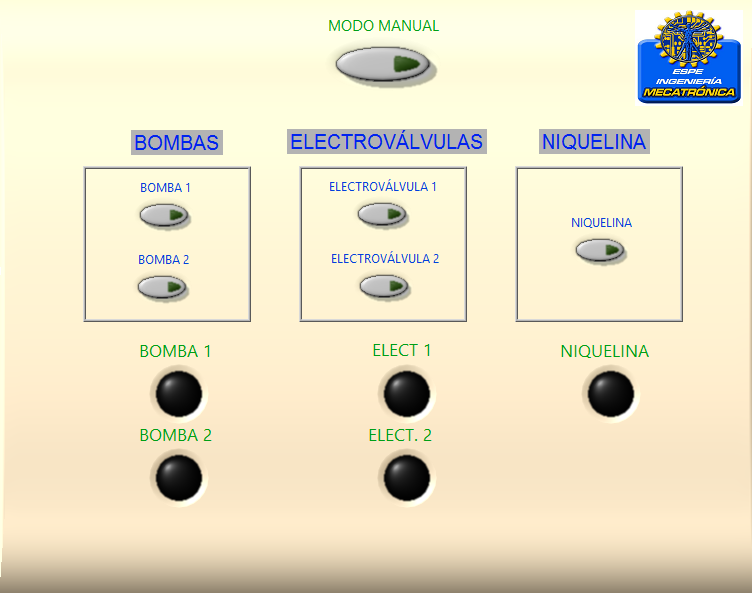 MODO MANUAL
ESPE
INGENIERÍA
MECATRÓNICA
BOMBAS
ELECTROVÁLVULAS
NIQUELINA
BOMBA 1
ELECTROVÁLVULA 1
NIQUELINA
BOMBA 2
ELECTROVÁLVULA 2
BOMBA 1
ELECT 1
NIQUELINA
BOMBA 2
ELECT. 2